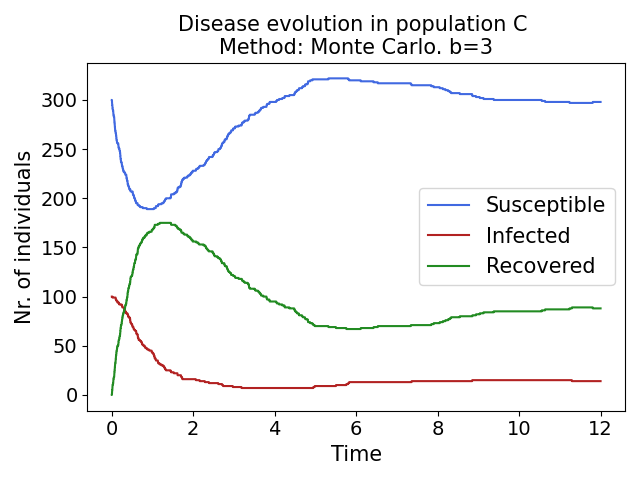 Disease evolution in population C
Method: Monte Carlo. b=3
Nr. of individuals
300
250
200
150
100
50
0
Susceptible
Infected
Recovered
0 2 4 6 8 10 12
Time